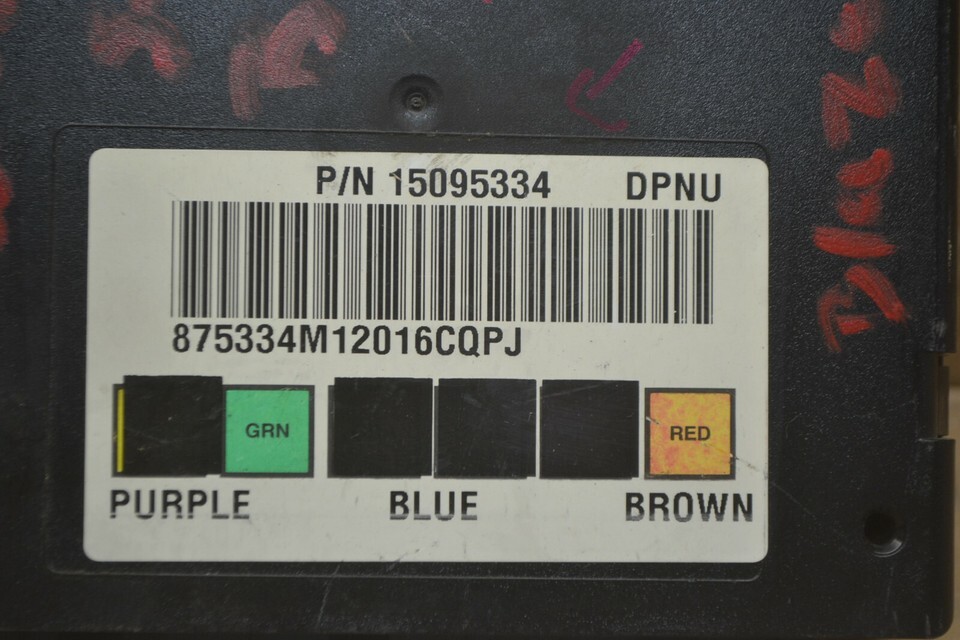 P/N 15095334 DPNU
875334M12016CQPJ
GRN RED
PURPLE BLUE BROWN